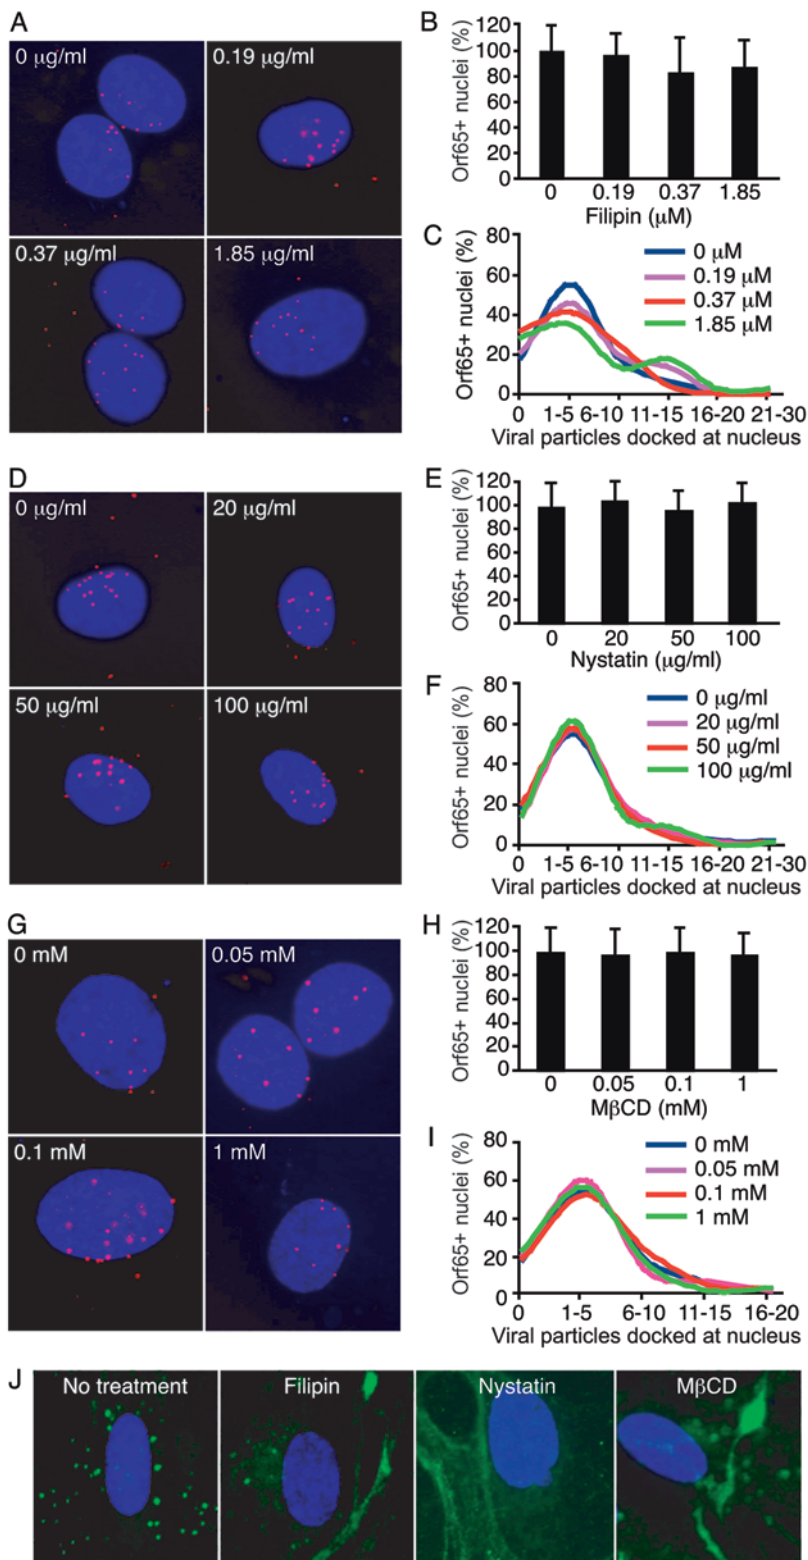 A
0 µg/ml
0.19 µg/ml
0.37 µg/ml
1.85 µg/ml
B
Orf65+ nuclei (%)
120
100
80
60
40
20
0
0 0.19 0.37 1.85
Filipin (µM)
C
Orf65+ nuclei (%)
80
60
40
20
0
0 µM
0.19 µM
0.37 µM
1.85 µM
0 1-5 6-10 11-15 16-20 21-30
Viral particles docked at nucleus
D
0 µg/ml
20 µg/ml
50 µg/ml
100 µg/ml
E
Orf65+ nuclei (%)
120
100
80
60
40
20
0
0 20 50 100
Nystatin (µg/ml)
F
Orf65+ nuclei (%)
80
60
40
20
0
0 µg/ml
20 µg/ml
50 µg/ml
100 µg/ml
0 1-5 6-10 11-15 16-20 21-30
Viral particles docked at nucleus
G
0 mM
0.05 mM
0.1 mM
1 mM
H
Orf65+ nuclei (%)
120
100
80
60
40
20
0
0 0.05 0.1 1
MβCD (mM)
I
Orf65+ nuclei (%)
80
60
40
20
0
0 mM
0.05 mM
0.1 mM
1 mM
0 1-5 6-10 11-15 16-20
Viral particles docked at nucleus
J
No treatment
Filipin
Nystatin
MβCD